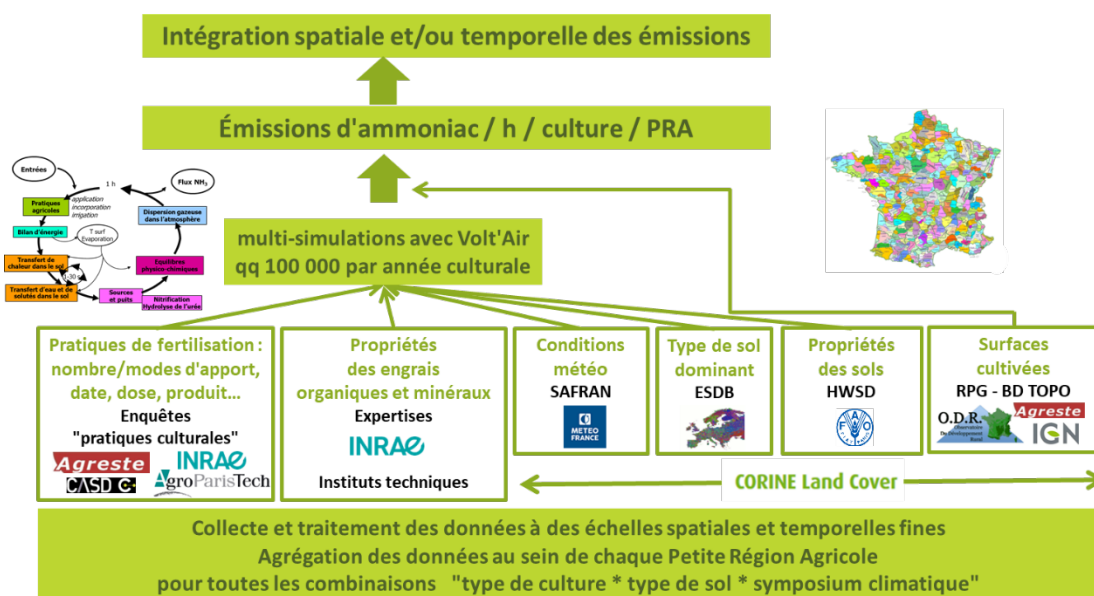 Intégration spatiale et/ou temporelle des émissions
Émissions d'ammoniac / h / culture / PRA
Entrées
1 h
Flux NH3
application
incorporation
irrigation
Pratiques
agricoles
Dispersion gazeuse
dans l'atmosphère
Bilan d'énergie
T surf
Evaporation
Transfert de
chaleur dans le sol
Equilibres
physico-chimiques
Transfert d'eau et de
solutés dans le sol
Sources
et puits
Nitrification
Hydrolyse de l'urée
multi-simulations avec Volt'Air
qq 100 000 par année culturale
Pratiques de fertilisation :
nombre/modes d'apport,
date, dose, produit...
Enquêtes
"pratiques culturales"
Agreste
INRAE
CASD
AgroParisTech
Propriétés
des engrais
organiques et minéraux
Expertises
INRAE
Instituts techniques
Conditions
météo
SAFRAN
METEO
FRANCE
Type de sol
dominant
ESDB
Propriétés
des sols
HWSD
FAO
Surfaces
cultivées
RPG - BD TOPO
O.D.R.
Observatoire
du Développement
Rural
Agreste
IGN
CORINE Land Cover
Collecte et traitement des données à des échelles spatiales et temporelles fines
Agrégation des données au sein de chaque Petite Région Agricole
pour toutes les combinaisons "type de culture * type de sol * symposium climatique"